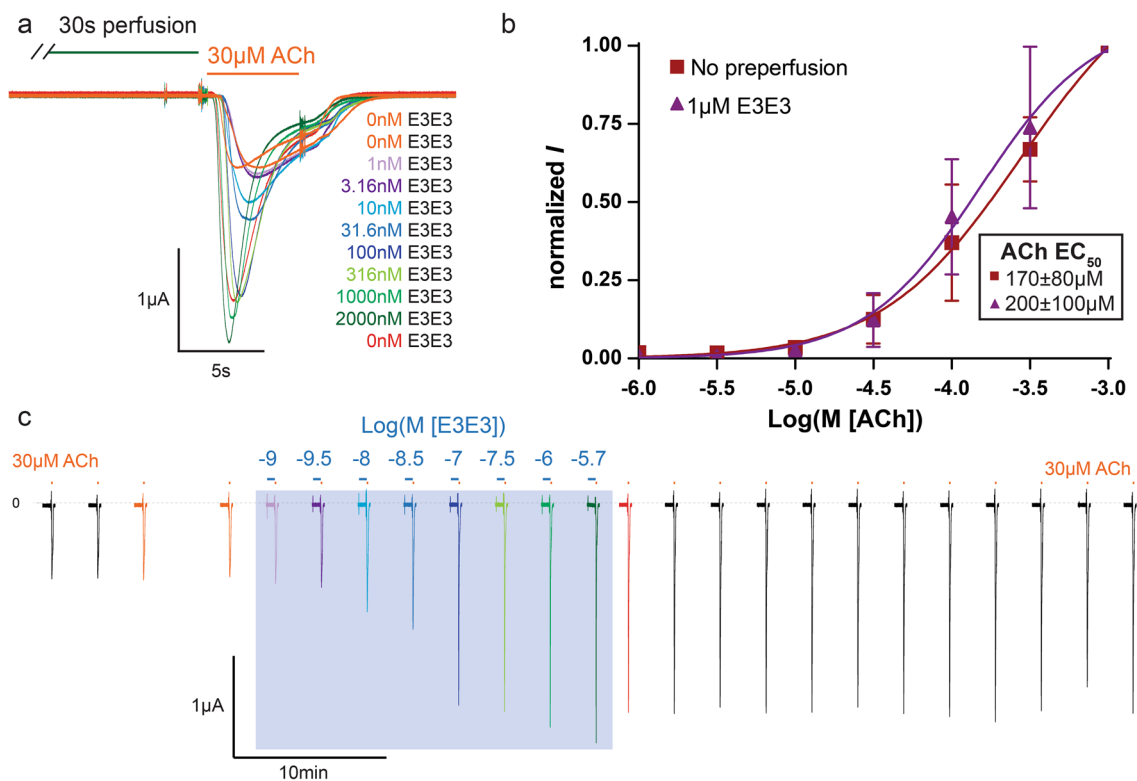 a
30s perfusion
30µM ACh
0nM E3E3
0nM E3E3
1nM E3E3
3.16nM E3E3
10nM E3E3
31.6nM E3E3
100nM E3E3
316nM E3E3
1000nM E3E3
2000nM E3E3
0nM E3E3
1µA
5s
b
1.00
0.75
0.50
0.25
0.00
normalized I
No preperfusion
1µM E3E3
ACh EC50
170±80µM
200±100µM
-6.0 -5.5 -5.0 -4.5 -4.0 -3.5 -3.0
Log(M [ACh])
c
Log(M [E3E3])
30µM ACh
-9 -9.5 -8 -8.5 -7 -7.5 -6 -5.7
30µM ACh
0
1µA
10min